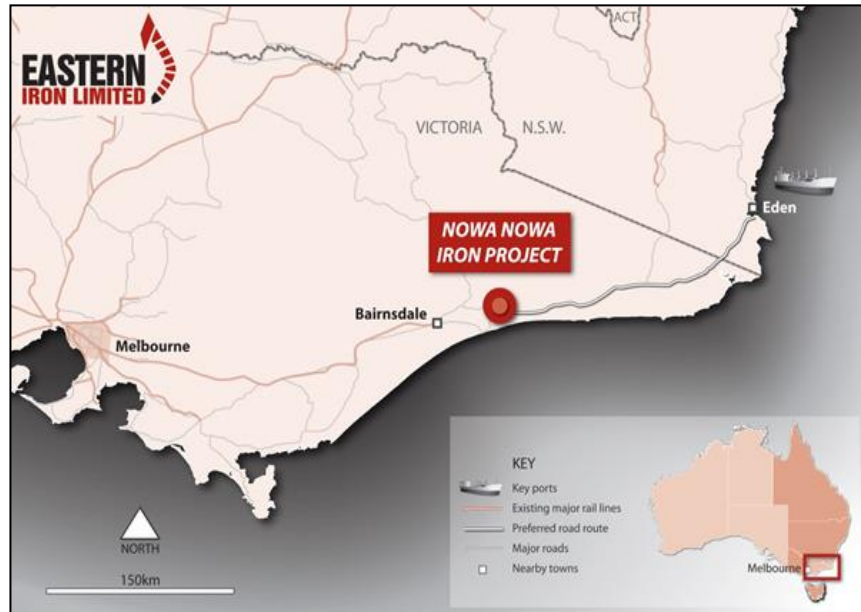 EASTERN
IRON LIMITED
ACT
VICTORIA
N.S.W.
Eden
NOWA NOWA
IRON PROJECT
Bairnsdale
Melbourne
NORTH
150km
KEY
Key ports
Existing major rail lines
Preferred road route
Major roads
Nearby towns
Melbourne